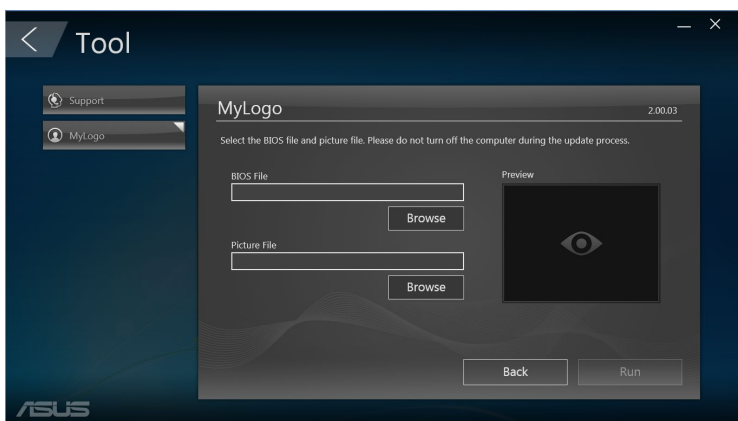 Tool
Support
MyLogo
MyLogo
2.00.03
Select the BIOS file and picture file. Please do not turn off the computer during the update process.
BIOS File
Browse
Picture File
Browse
Preview
Back
Run
ASUS